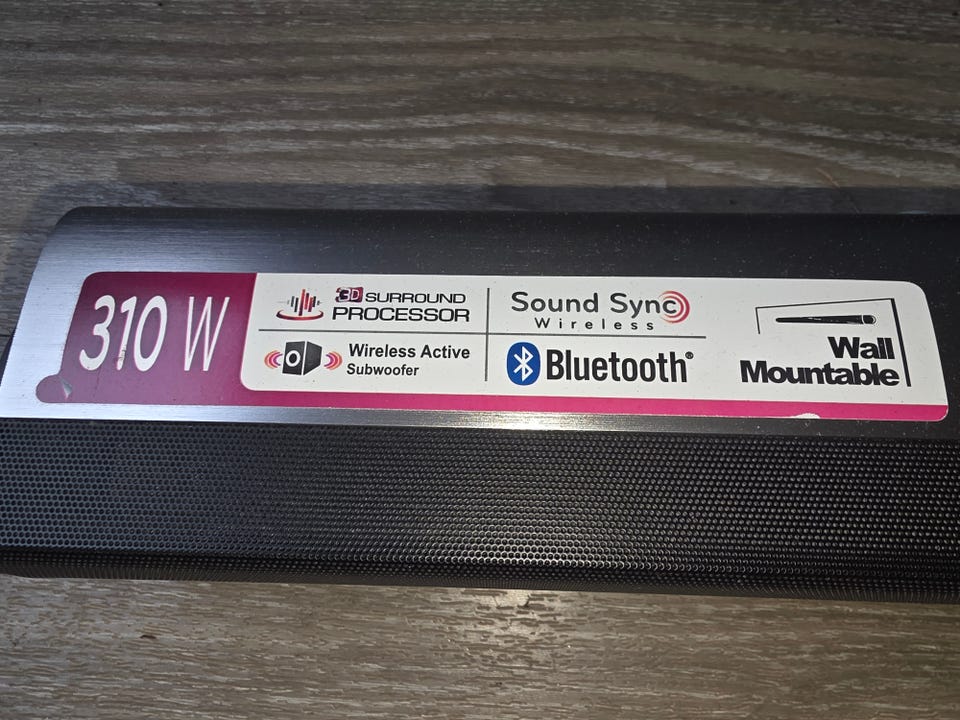 310 W
3D SURROUND
PROCESSOR
Wireless Active
Subwoofer
Sound Sync
Wireless
Bluetooth®
Wall
Mountable